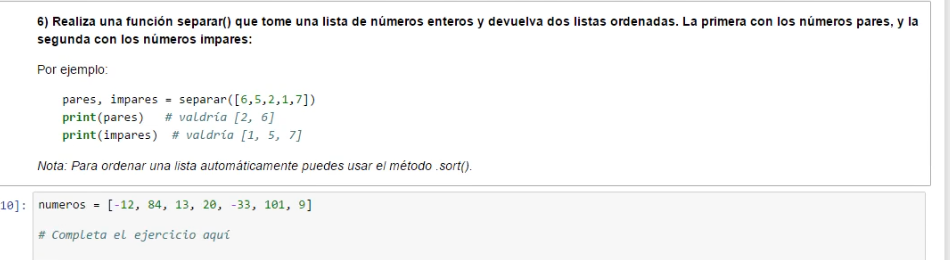 6) Realiza una función separar() que tome una lista de números enteros y devuelva dos listas ordenadas. La primera con los números pares, y la
segunda con los números impares:
Por ejemplo:
pares, impares = separar([6,5,2,1,7])
print(pares)   # valdría [2, 6]
print(impares)  # valdría [1, 5, 7]
Nota: Para ordenar una lista automáticamente puedes usar el método .sort().
10]: numeros = [-12, 84, 13, 20, -33, 101, 9]
# Completa el ejercicio aquí